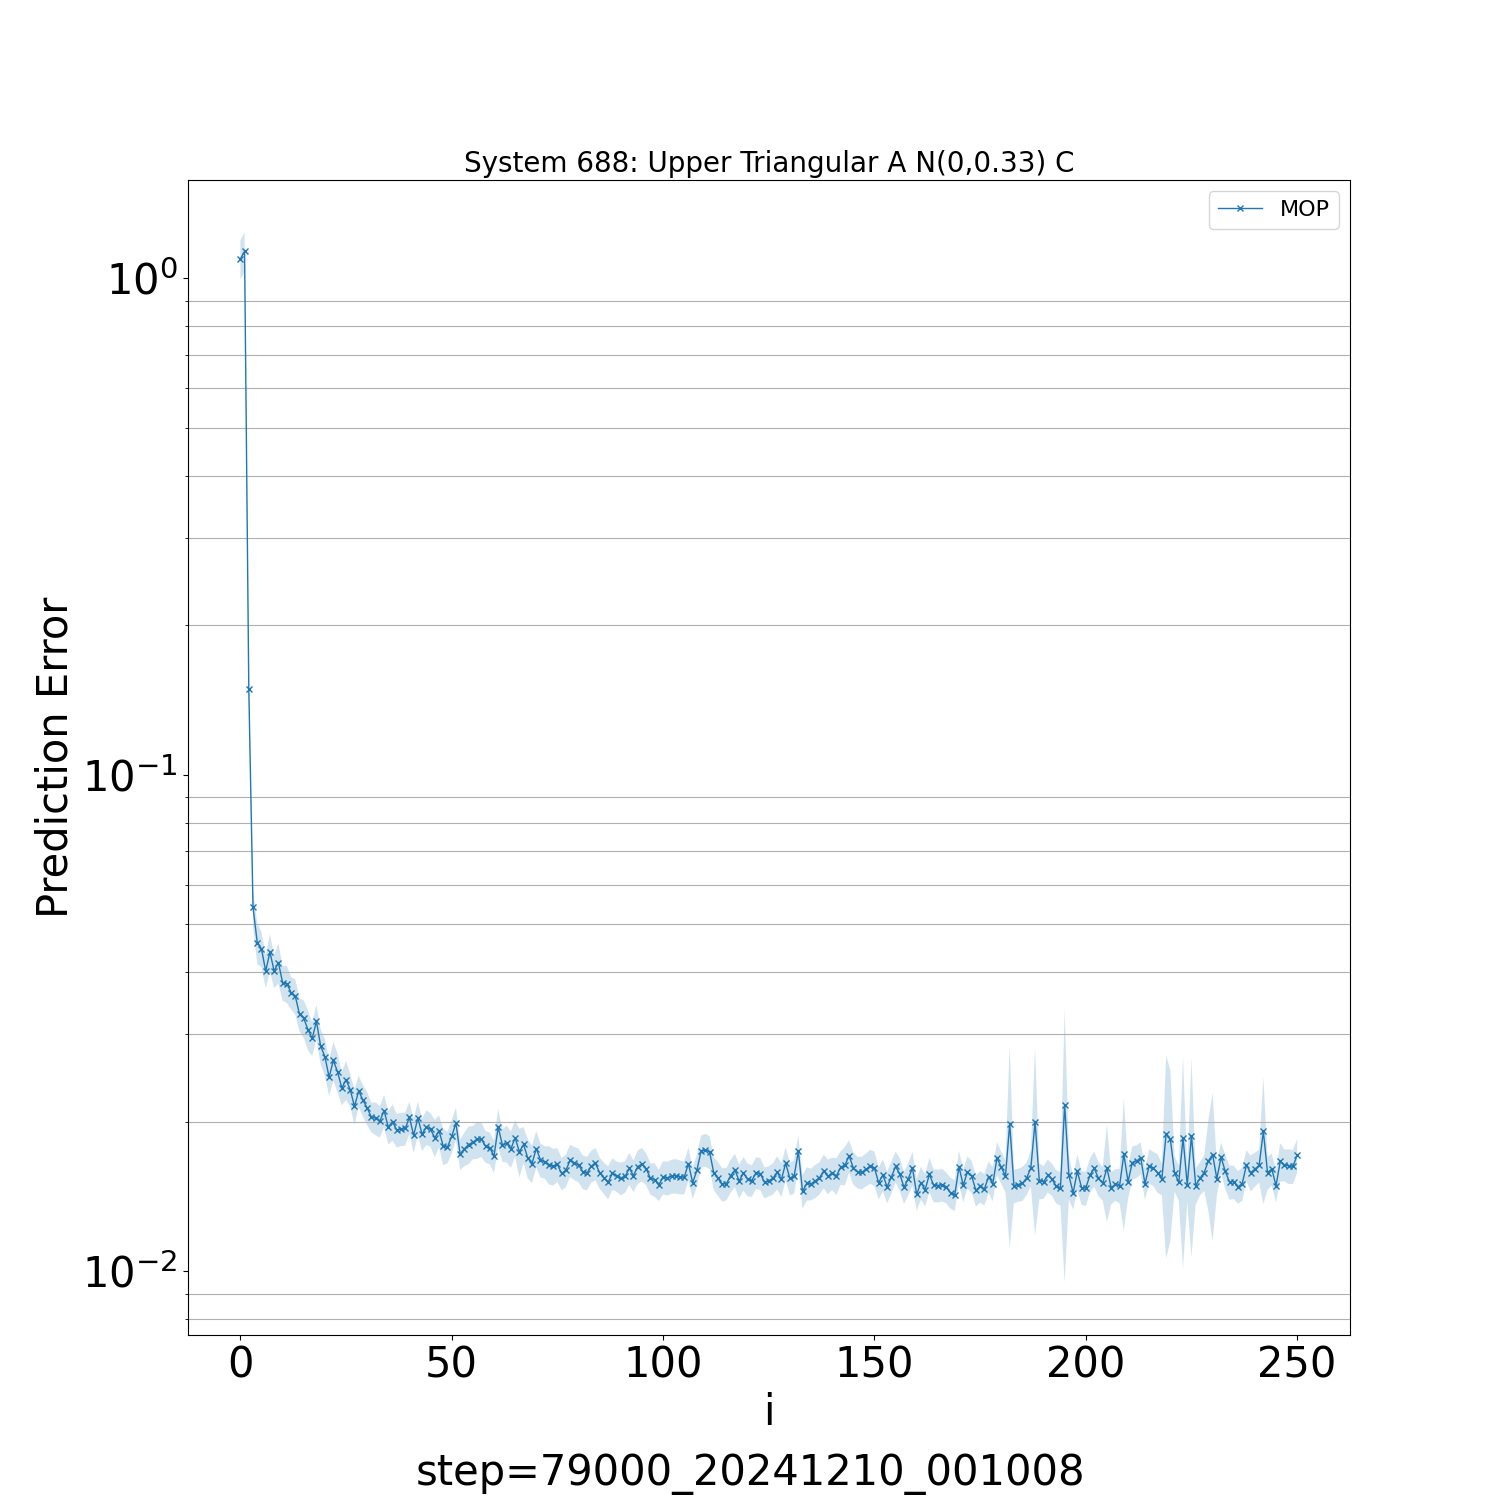 System 688: Upper Triangular A N(0,0.33) C
MOP
10⁰
10⁻¹
10⁻²
Prediction Error
0 50 100 150 200 250
i
step=79000_20241210_001008